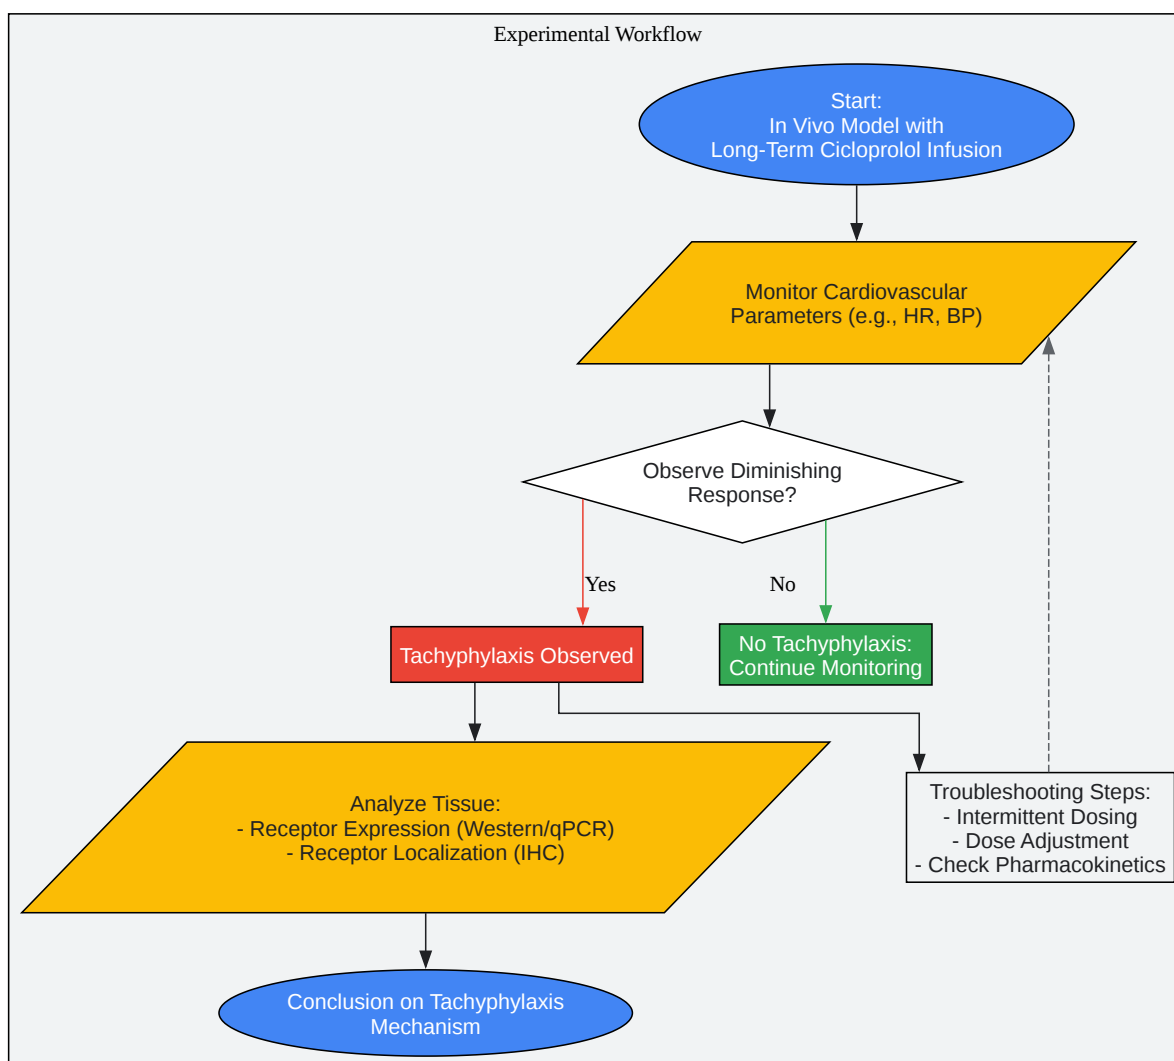 Experimental Workflow
Start:
In Vivo Model with
Long-Term Cicloprolol Infusion
Monitor Cardiovascular
Parameters (e.g., HR, BP)
Observe Diminishing
Response?
Yes
No
Tachyphylaxis Observed
No Tachyphylaxis:
Continue Monitoring
Analyze Tissue:
- Receptor Expression (Western/qPCR)
- Receptor Localization (IHC)
Troubleshooting Steps:
- Intermittent Dosing
- Dose Adjustment
- Check Pharmacokinetics
Conclusion on Tachyphylaxis
Mechanism